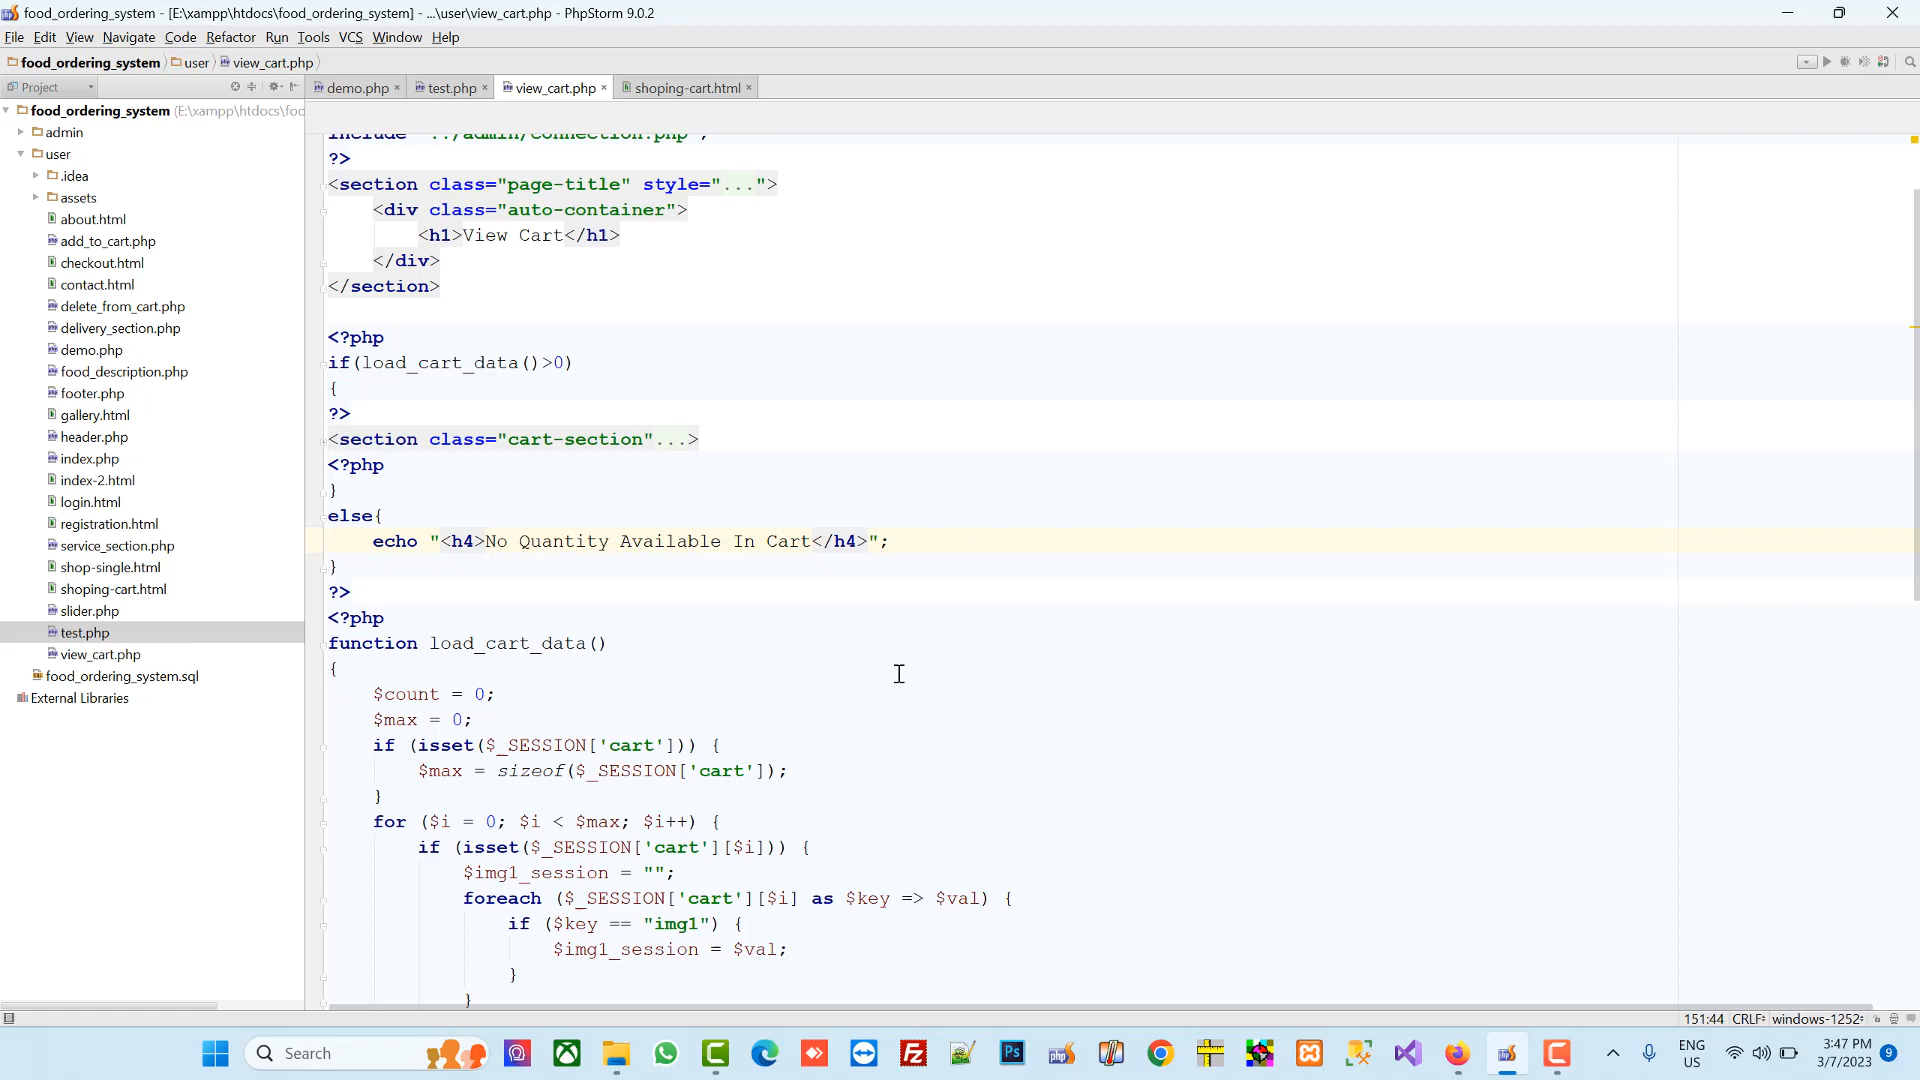 food_ordering_system - [E:\xampp\htdocs\food_ordering_system] - ...\user\view_cart.php - PhpStorm 9.0.2
File Edit View Navigate Code Refactor Run Tools VCS Window Help
food_ordering_system user view_cart.php
Project
demo.php × test.php × view_cart.php × shoping-cart.html ×
food_ordering_system (E:\xampp\htdocs\foo
admin
user
.idea
assets
about.html
add_to_cart.php
checkout.html
contact.html
delete_from_cart.php
delivery_section.php
demo.php
food_description.php
footer.php
gallery.html
header.php
index.php
index-2.html
login.html
registration.html
service_section.php
shop-single.html
shoping-cart.html
slider.php
test.php
view_cart.php
food_ordering_system.sql
External Libraries
include "../admin/connection.php";
?>
<section class="page-title" style="...">
<div class="auto-container">
<h1>View Cart</h1>
</div>
</section>
<?php
if(load_cart_data()>0)
{
?>
<section class="cart-section"...>
<?php
}
else{
echo "<h4>No Quantity Available In Cart</h4>";
}
?>
<?php
function load_cart_data()
{
$count = 0;
$max = 0;
if (isset($_SESSION['cart'])) {
$max = sizeof($_SESSION['cart']);
}
for ($i = 0; $i < $max; $i++) {
if (isset($_SESSION['cart'][$i])) {
$img1_session = "";
foreach ($_SESSION['cart'][$i] as $key => $val) {
if ($key == "img1") {
$img1_session = $val;
}
}
151:44 CRLF windows-1252
Search
ENG
US
3:47 PM
3/7/2023
9